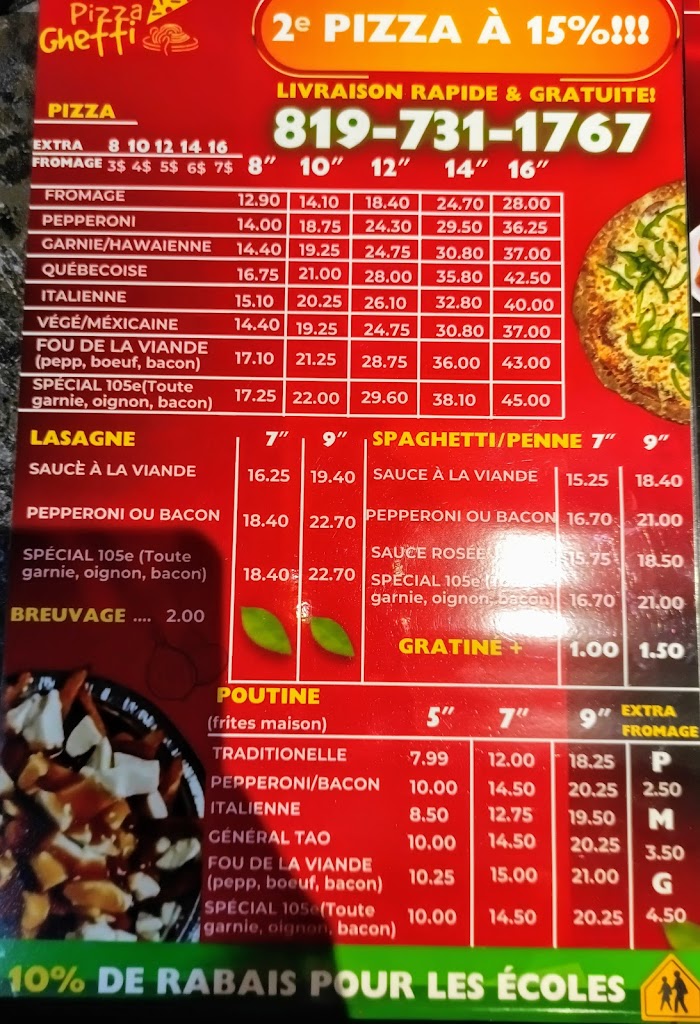 Pizza
Gheffi
2e PIZZA À 15%!!!
LIVRAISON RAPIDE & GRATUITE!
819-731-1767
PIZZA
EXTRA 8 10 12 14 16
FROMAGE 3$ 4$ 5$ 6$ 7$
8" 10" 12" 14" 16"
FROMAGE 12.90 14.10 18.40 24.70 28.00
PEPPERONI 14.00 18.75 24.30 29.50 36.25
GARNIE/HAWAIENNE 14.40 19.25 24.75 30.80 37.00
QUÉBECOISE 16.75 21.00 28.00 35.80 42.50
ITALIENNE 15.10 20.25 26.10 32.80 40.00
VÉGÉ/MÉXICAINE 14.40 19.25 24.75 30.80 37.00
FOU DE LA VIANDE
(pepp, boeuf, bacon) 17.10 21.25 28.75 36.00 43.00
SPÉCIAL 105e(Toute
garnie, oignon, bacon) 17.25 22.00 29.60 38.10 45.00
LASAGNE 7" 9"
SAUCE À LA VIANDE 16.25 19.40
PEPPERONI OU BACON 18.40 22.70
SPÉCIAL 105e (Toute
garnie, oignon, bacon) 18.40 22.70
BREUVAGE .... 2.00
SPAGHETTI/PENNE 7" 9"
SAUCE À LA VIANDE 15.25 18.40
PEPPERONI OU BACON 16.70 21.00
SAUCE ROSÉE 15.75 18.50
SPÉCIAL 105e
garnie, oignon, bacon) 16.70 21.00
GRATINÉ + 1.00 1.50
POUTINE
(frites maison)
5" 7" 9"
TRADITIONELLE 7.99 12.00 18.25
PEPPERONI/BACON 10.00 14.50 20.25
ITALIENNE 8.50 12.75 19.50
GÉNÉRAL TAO 10.00 14.50 20.25
FOU DE LA VIANDE
(pepp, boeuf, bacon) 10.25 15.00 21.00
SPÉCIAL 105e(Toute
garnie, oignon, bacon) 10.00 14.50 20.25
EXTRA
FROMAGE
P
2.50
M
3.50
G
4.50
10% DE RABAIS POUR LES ÉCOLES